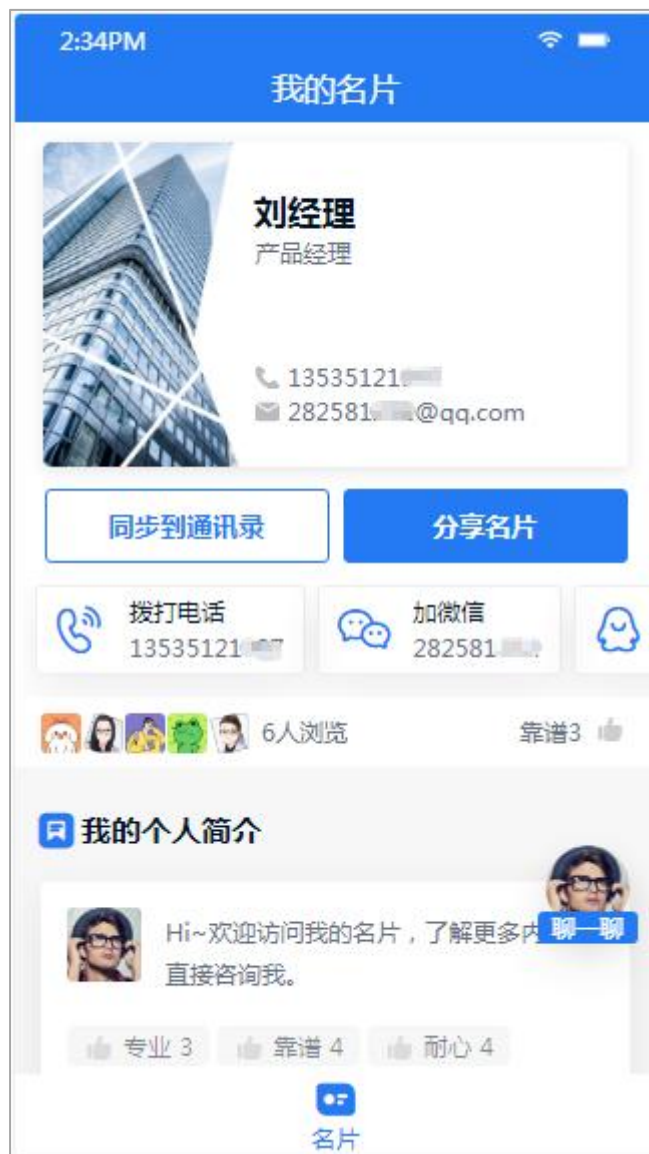 2:34PM
我的名片
刘经理
产品经理
13535121
282581 @qq.com
同步到通讯录
分享名片
拨打电话
13535121 7
加微信
282581
6人浏览
靠谱3
我的个人简介
Hi~欢迎访问我的名片，了解更多内
聊一聊
直接咨询我。
专业 3
靠谱 4
耐心 4
名片